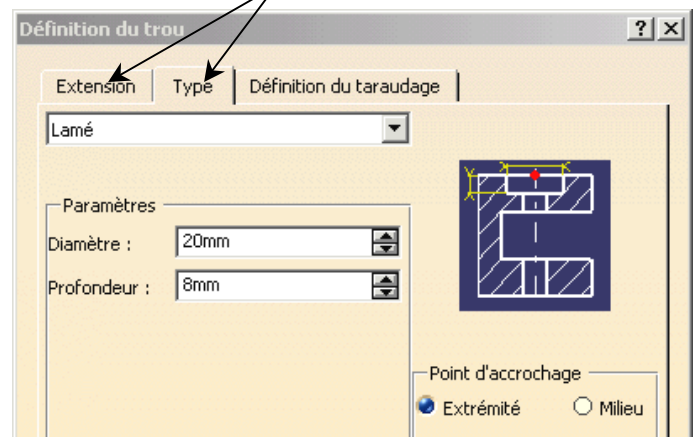 Définition du trou
Extension Type Définition du taraudage
Lamé
Paramètres
Diamètre : 20mm
Profondeur : 8mm
Point d'accrochage
Extrémité Milieu